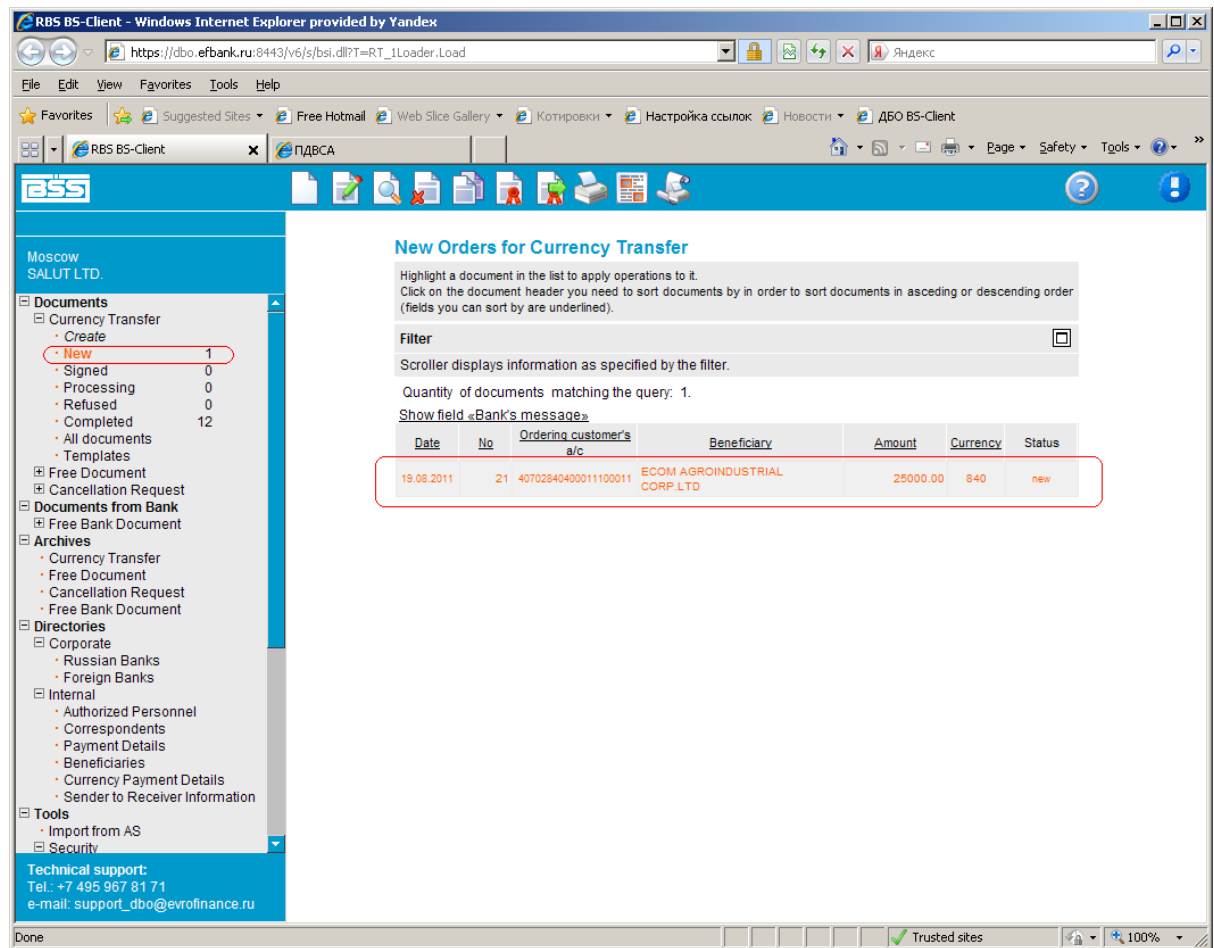 RBS BS-Client - Windows Internet Explorer provided by Yandex
https://dbo.efbank.ru:8443/v6/s/bsi.dll?T=RT_1Loader.Load
Яндекс
File Edit View Favorites Tools Help
Favorites Suggested Sites Free Hotmail Web Slice Gallery Котировки Настройка ссылок Новости ДБО BS-Client
RBS BS-Client ПДВСА Page Safety Tools
BSS
Moscow
SALUT LTD.
Documents
Currency Transfer
Create
New 1
Signed 0
Processing 0
Refused 0
Completed 12
All documents
Templates
Free Document
Cancellation Request
Documents from Bank
Free Bank Document
Archives
Currency Transfer
Free Document
Cancellation Request
Free Bank Document
Directories
Corporate
Russian Banks
Foreign Banks
Internal
Authorized Personnel
Correspondents
Payment Details
Beneficiaries
Currency Payment Details
Sender to Receiver Information
Tools
Import from AS
Security
Technical support:
Tel.: +7 495 967 81 71
e-mail: support_dbo@evrofinance.ru
New Orders for Currency Transfer
Highlight a document in the list to apply operations to it.
Click on the document header you need to sort documents by in order to sort documents in asceding or descending order
(fields you can sort by are underlined).
Filter
Scroller displays information as specified by the filter.
Quantity of documents matching the query: 1.
Show field «Bank's message»
Date No Ordering customer's a/c Beneficiary Amount Currency Status
19.08.2011 21 40702840400011100011 ECOM AGROINDUSTRIAL CORP.LTD 25000.00 840 new
Done Trusted sites 100%